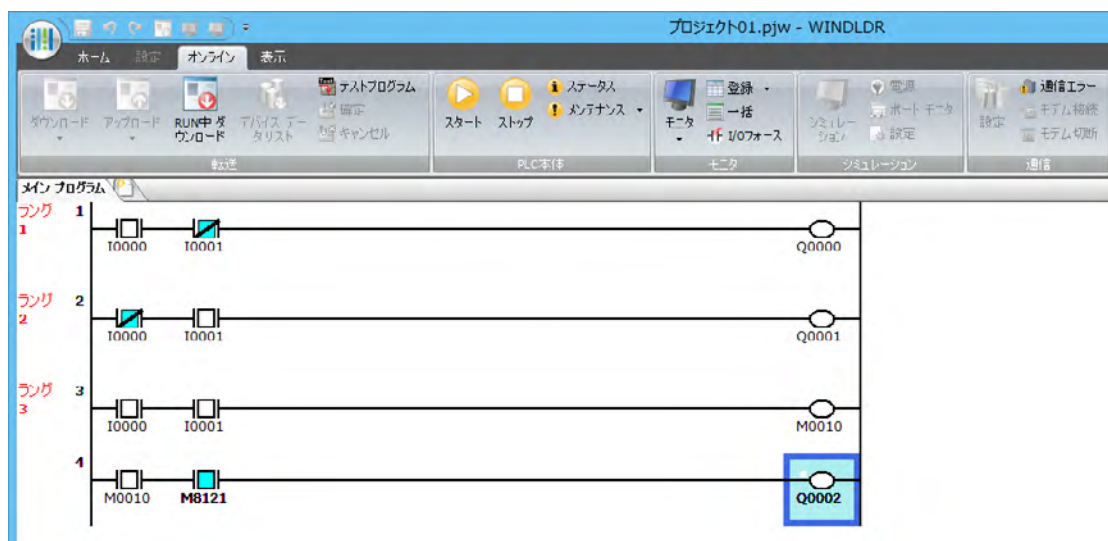 プロジェクト01.pjw - WINDLDR
ホーム 設定 オンライン 表示
ダウンロード アップロード RUN中 ダウンロード デバイス データリスト テストプログラム 確定 キャンセル
スタート ストップ ステータス メンテナンス
モニタ 登録 一括 I/Oフォース
シミュレーション 電源 ポート モニタ 設定
設定 通信エラー モデム接続 モデム切断
転送 PLC本体 モニタ シミュレーション 通信
メイン プログラム
ラング 1 1
I0000 I0001 Q0000
ラング 2 2
I0000 I0001 Q0001
ラング 3 3
I0000 I0001 M0010
4
M0010 M8121 Q0002